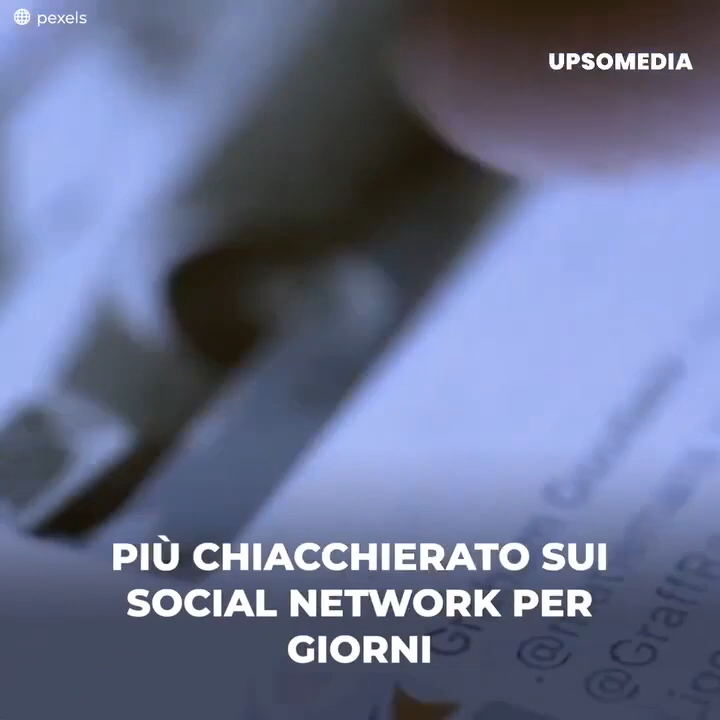 pexels
UPSOMEDIA
PIÙ CHIACCHIERATO SUI
SOCIAL NETWORK PER
GIORNI